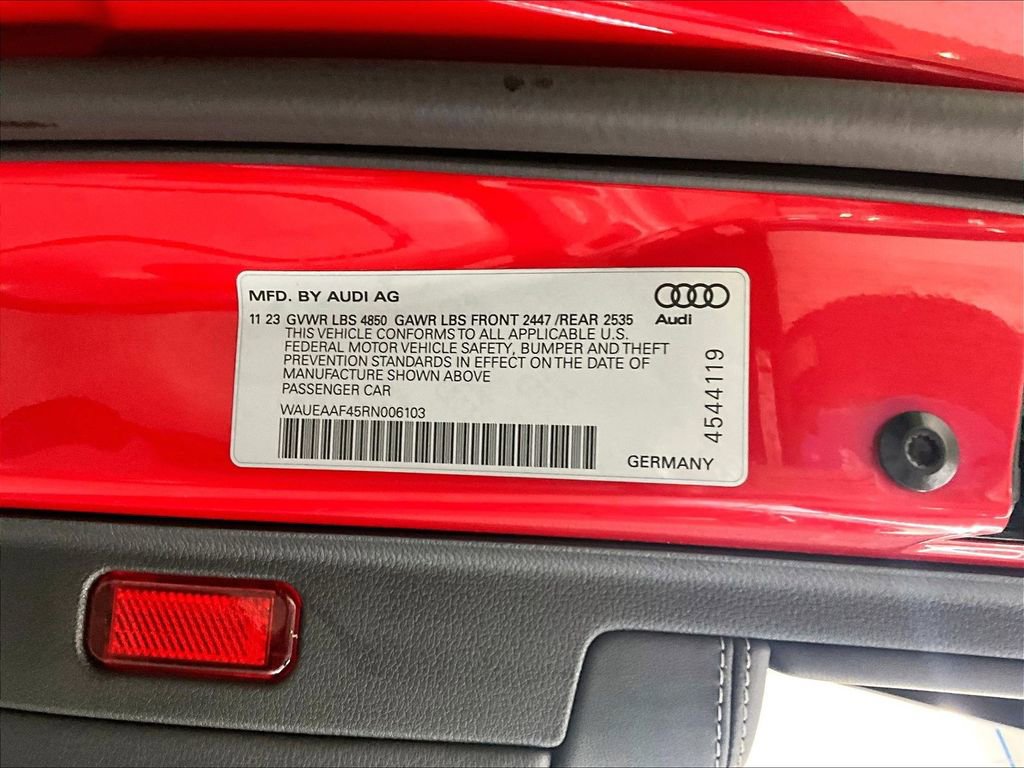 MFD. BY AUDI AG
Audi
11 23 GVWR LBS 4850 GAWR LBS FRONT 2447 /REAR 2535
THIS VEHICLE CONFORMS TO ALL APPLICABLE U.S.
FEDERAL MOTOR VEHICLE SAFETY, BUMPER AND THEFT
PREVENTION STANDARDS IN EFFECT ON THE DATE OF
MANUFACTURE SHOWN ABOVE
PASSENGER CAR
WAUEAAF45RN006103
4544119
GERMANY